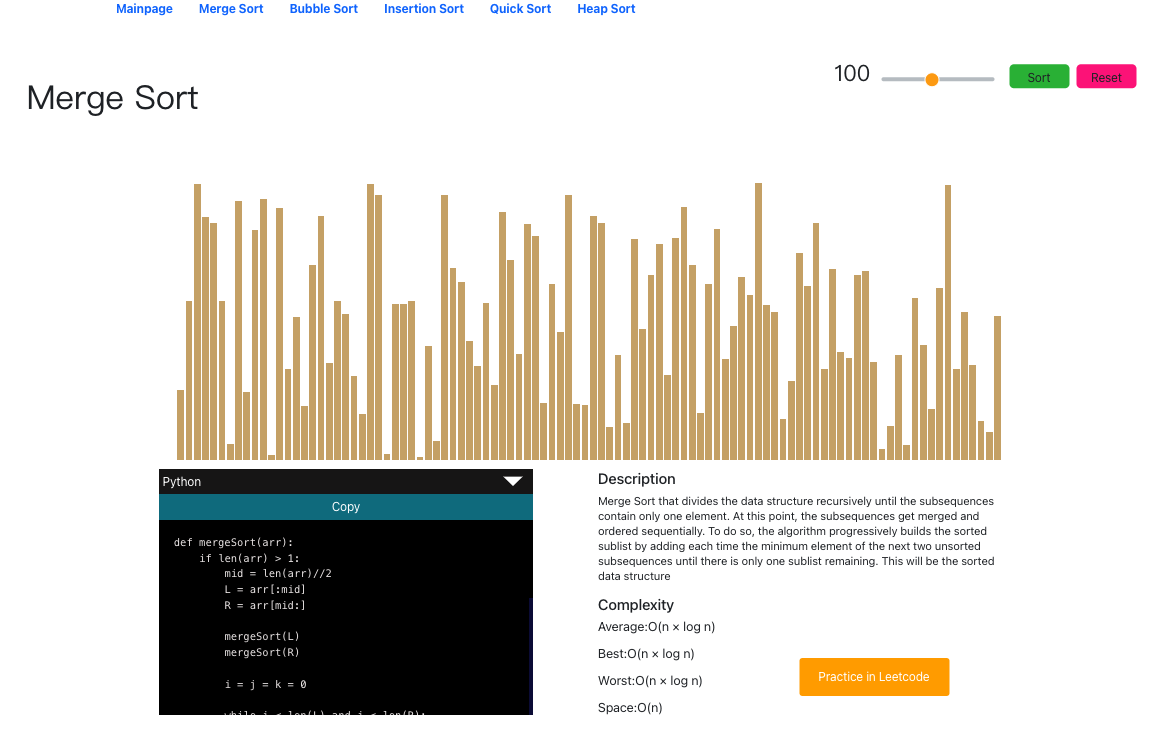 Mainpage Merge Sort Bubble Sort Insertion Sort Quick Sort Heap Sort
100 Sort Reset
Merge Sort
Python
Copy
def mergeSort(arr):
if len(arr) > 1:
mid = len(arr)//2
L = arr[:mid]
R = arr[mid:]
mergeSort(L)
mergeSort(R)
i = j = k = 0
while i < len(L) and j < len(R):
Description
Merge Sort that divides the data structure recursively until the subsequences
contain only one element. At this point, the subsequences get merged and
ordered sequentially. To do so, the algorithm progressively builds the sorted
sublist by adding each time the minimum element of the next two unsorted
subsequences until there is only one sublist remaining. This will be the sorted
data structure
Complexity
Average:O(n × log n)
Best:O(n × log n)
Worst:O(n × log n)
Space:O(n)
Practice in Leetcode